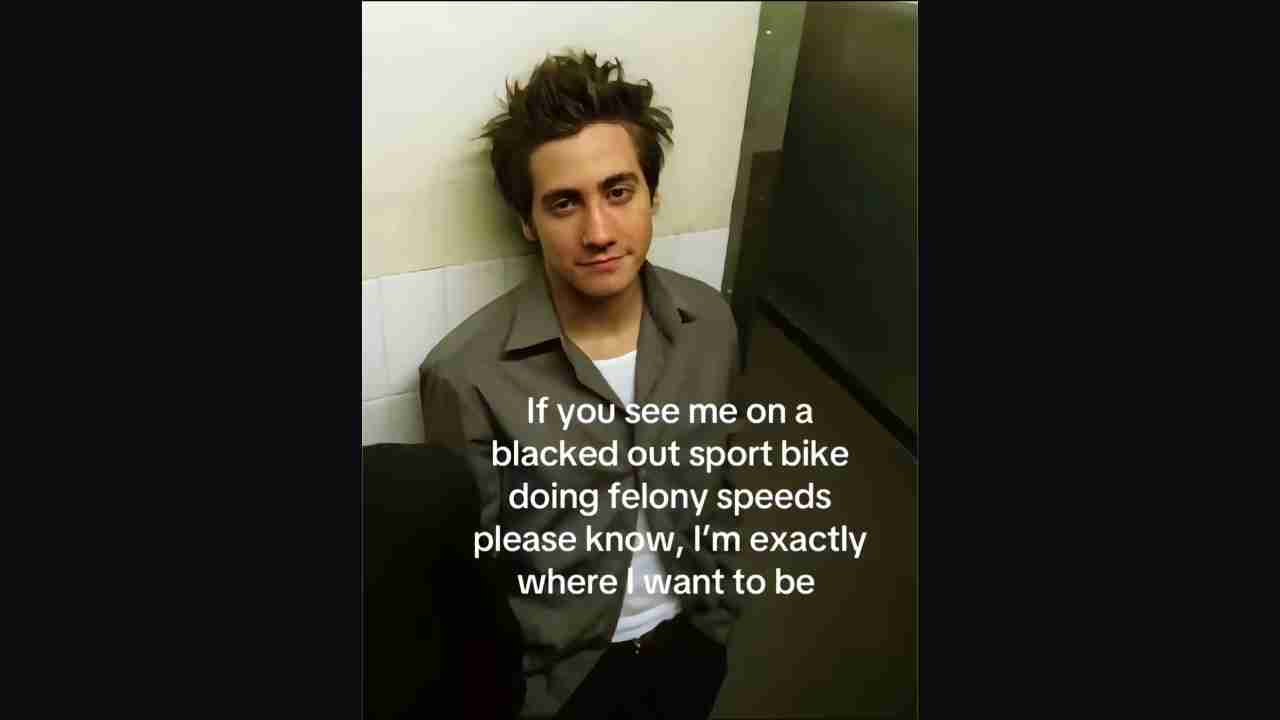 If you see me on a
blacked out sport bike
doing felony speeds
please know, I'm exactly
where I want to be